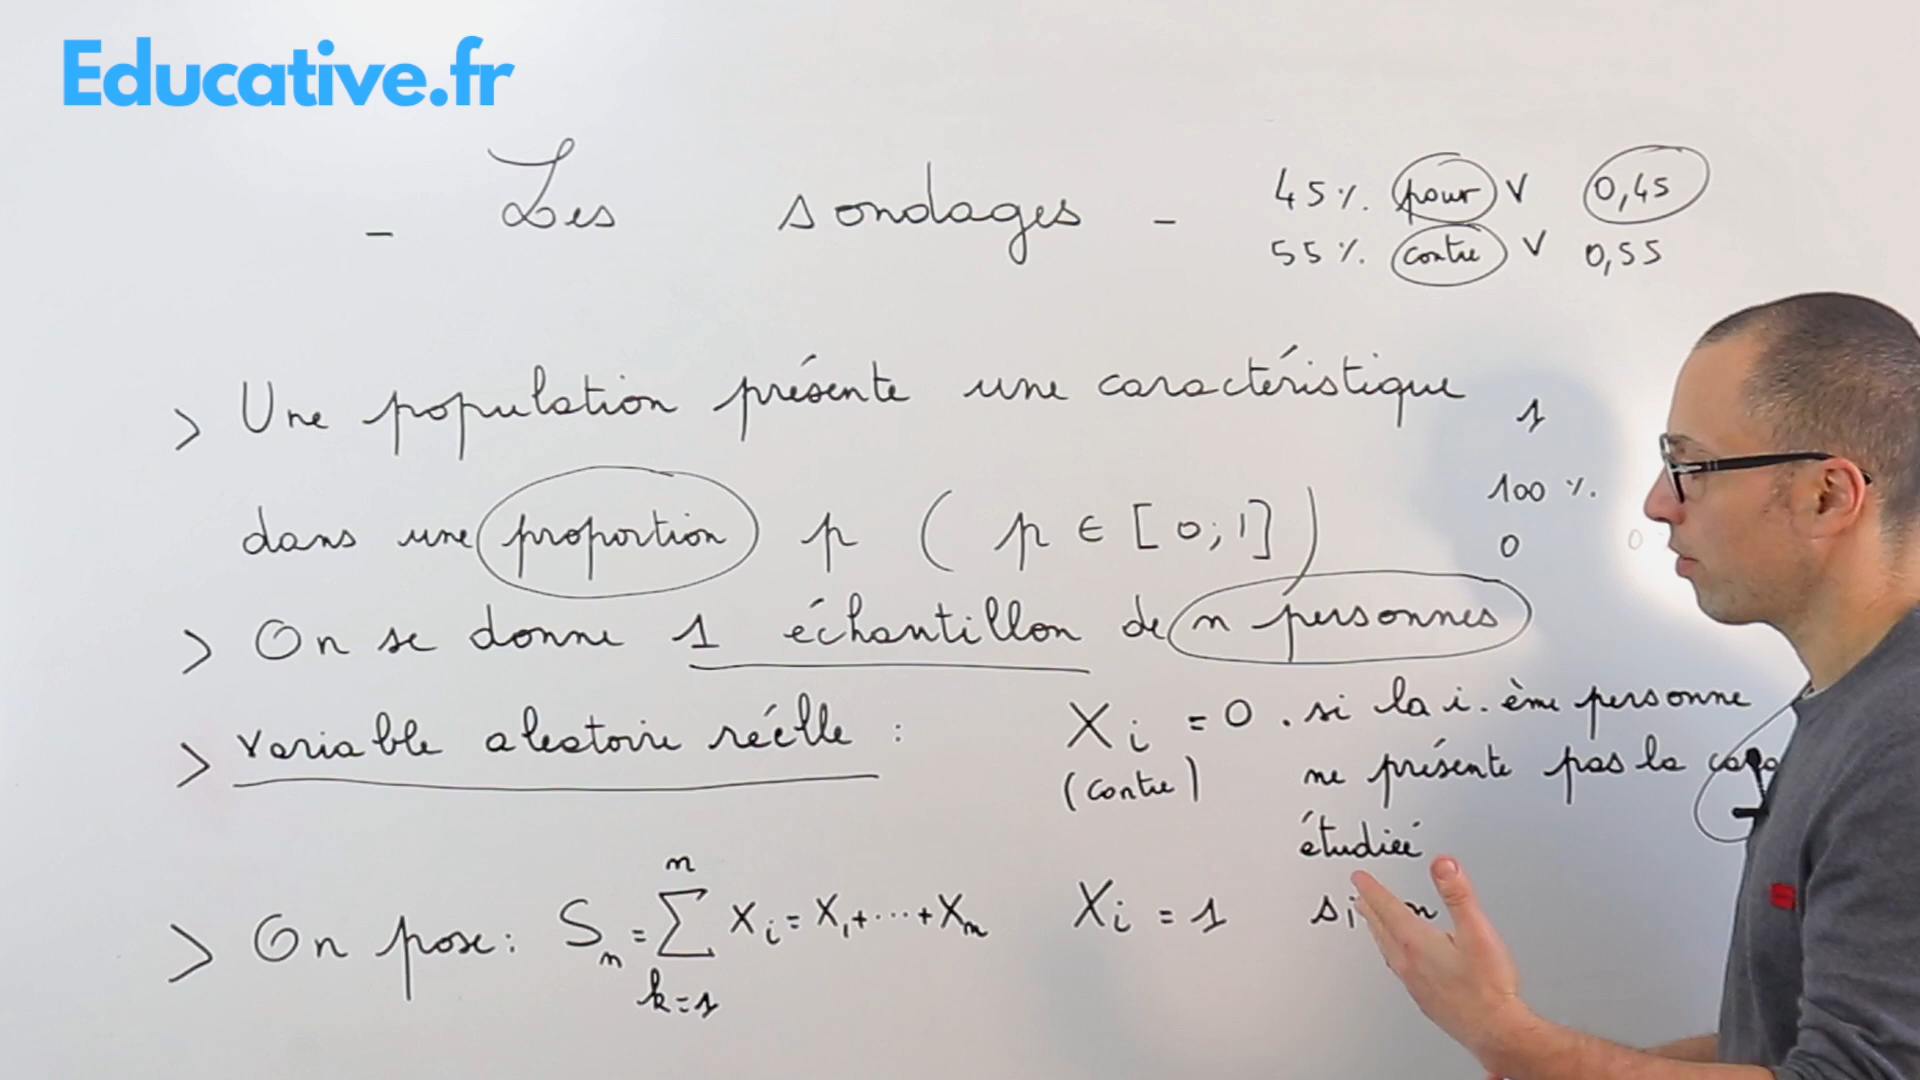 Educative.fr
- Les sondages -
45 %. pour V 0,45
55 %. contre V 0,55
> Une population présente une caractéristique
1
100 %.
0 0
dans une proportion p ( p ∈ [0;1] )
> On se donne 1 échantillon de n personnes
> variable aléatoire réelle : Xi = 0 . si la i.ème personne
(contre) ne présente pas la
étudiée
> On pose : Sn = ∑ Xi = X1 + ... + Xn
n
k=1
Xi = 1